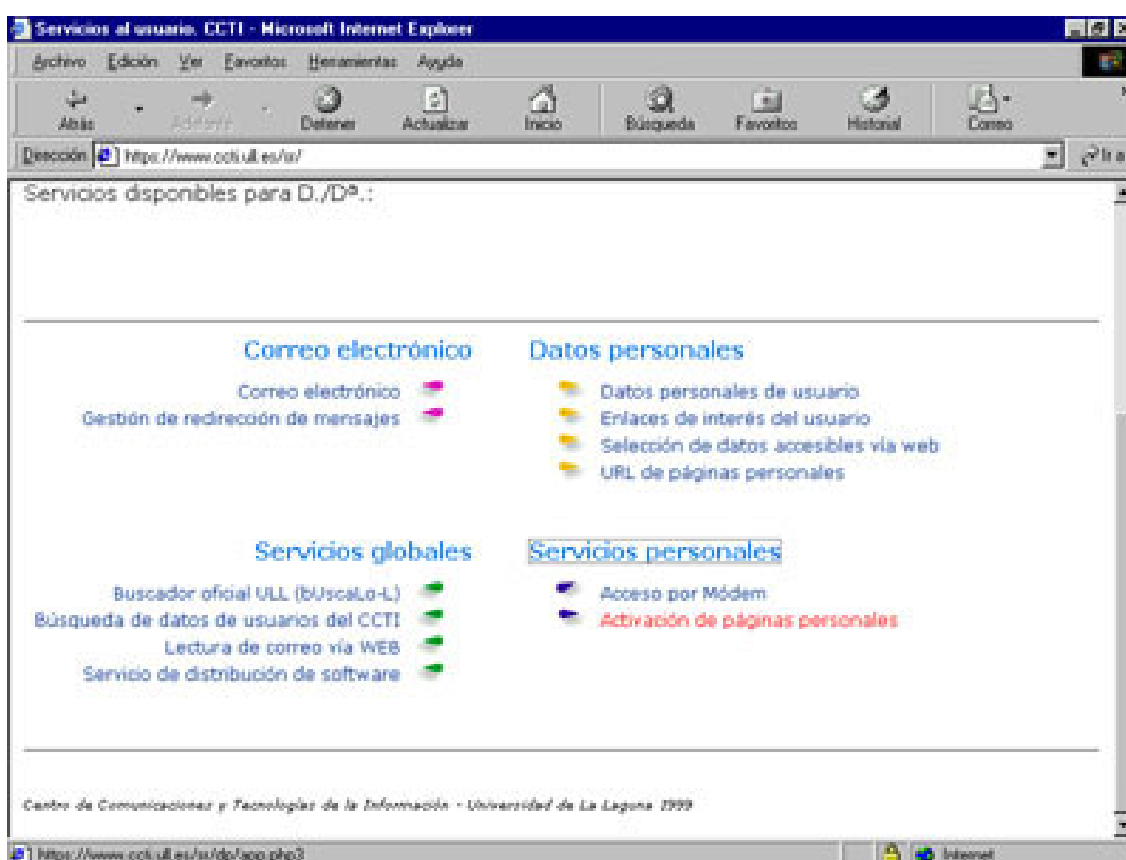 Servicios al usuario. CCTI - Microsoft Internet Explorer
Archivo Edición Ver Favoritos Herramientas Ayuda
Atrás Adelante Detener Actualizar Inicio Búsqueda Favoritos Historial Correo
Dirección https://www.ccti.ull.es/sr/ Ir a
Servicios disponibles para D./Dª.:
Correo electrónico
Correo electrónico
Gestión de redirección de mensajes
Datos personales
Datos personales de usuario
Enlaces de interés del usuario
Selección de datos accesibles vía web
URL de páginas personales
Servicios globales
Buscador oficial ULL (bUscaLo-L)
Búsqueda de datos de usuarios del CCTI
Lectura de correo vía WEB
Servicio de distribución de software
Servicios personales
Acceso por Módem
Activación de páginas personales
Centro de Comunicaciones y Tecnologías de la Información - Universidad de La Laguna 1999
https://www.ccti.ull.es/sr/dp/app.php3 Internet